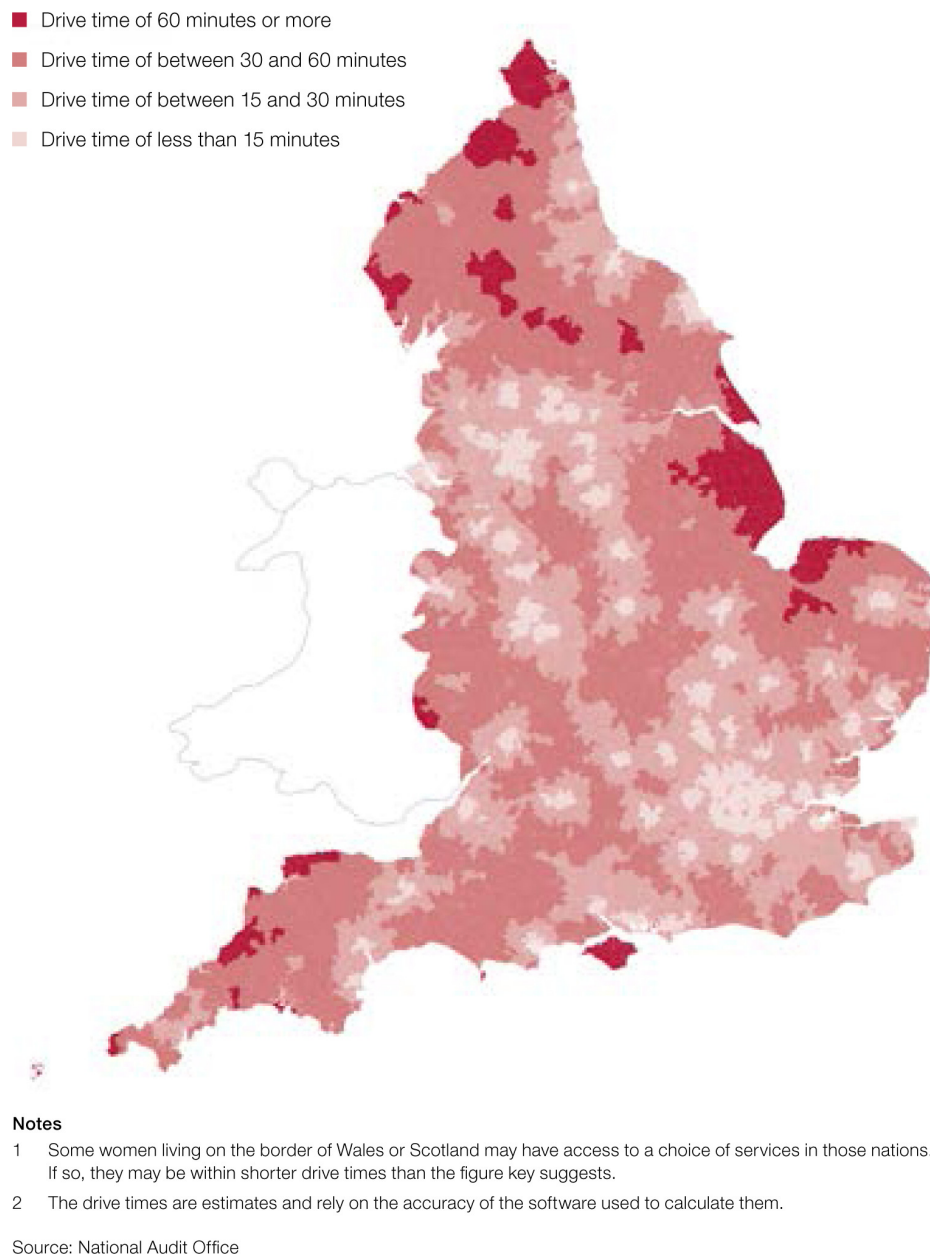 Drive time of 60 minutes or more
Drive time of between 30 and 60 minutes
Drive time of between 15 and 30 minutes
Drive time of less than 15 minutes
Notes
1 Some women living on the border of Wales or Scotland may have access to a choice of services in those nations.
If so, they may be within shorter drive times than the figure key suggests.
2 The drive times are estimates and rely on the accuracy of the software used to calculate them.
Source: National Audit Office